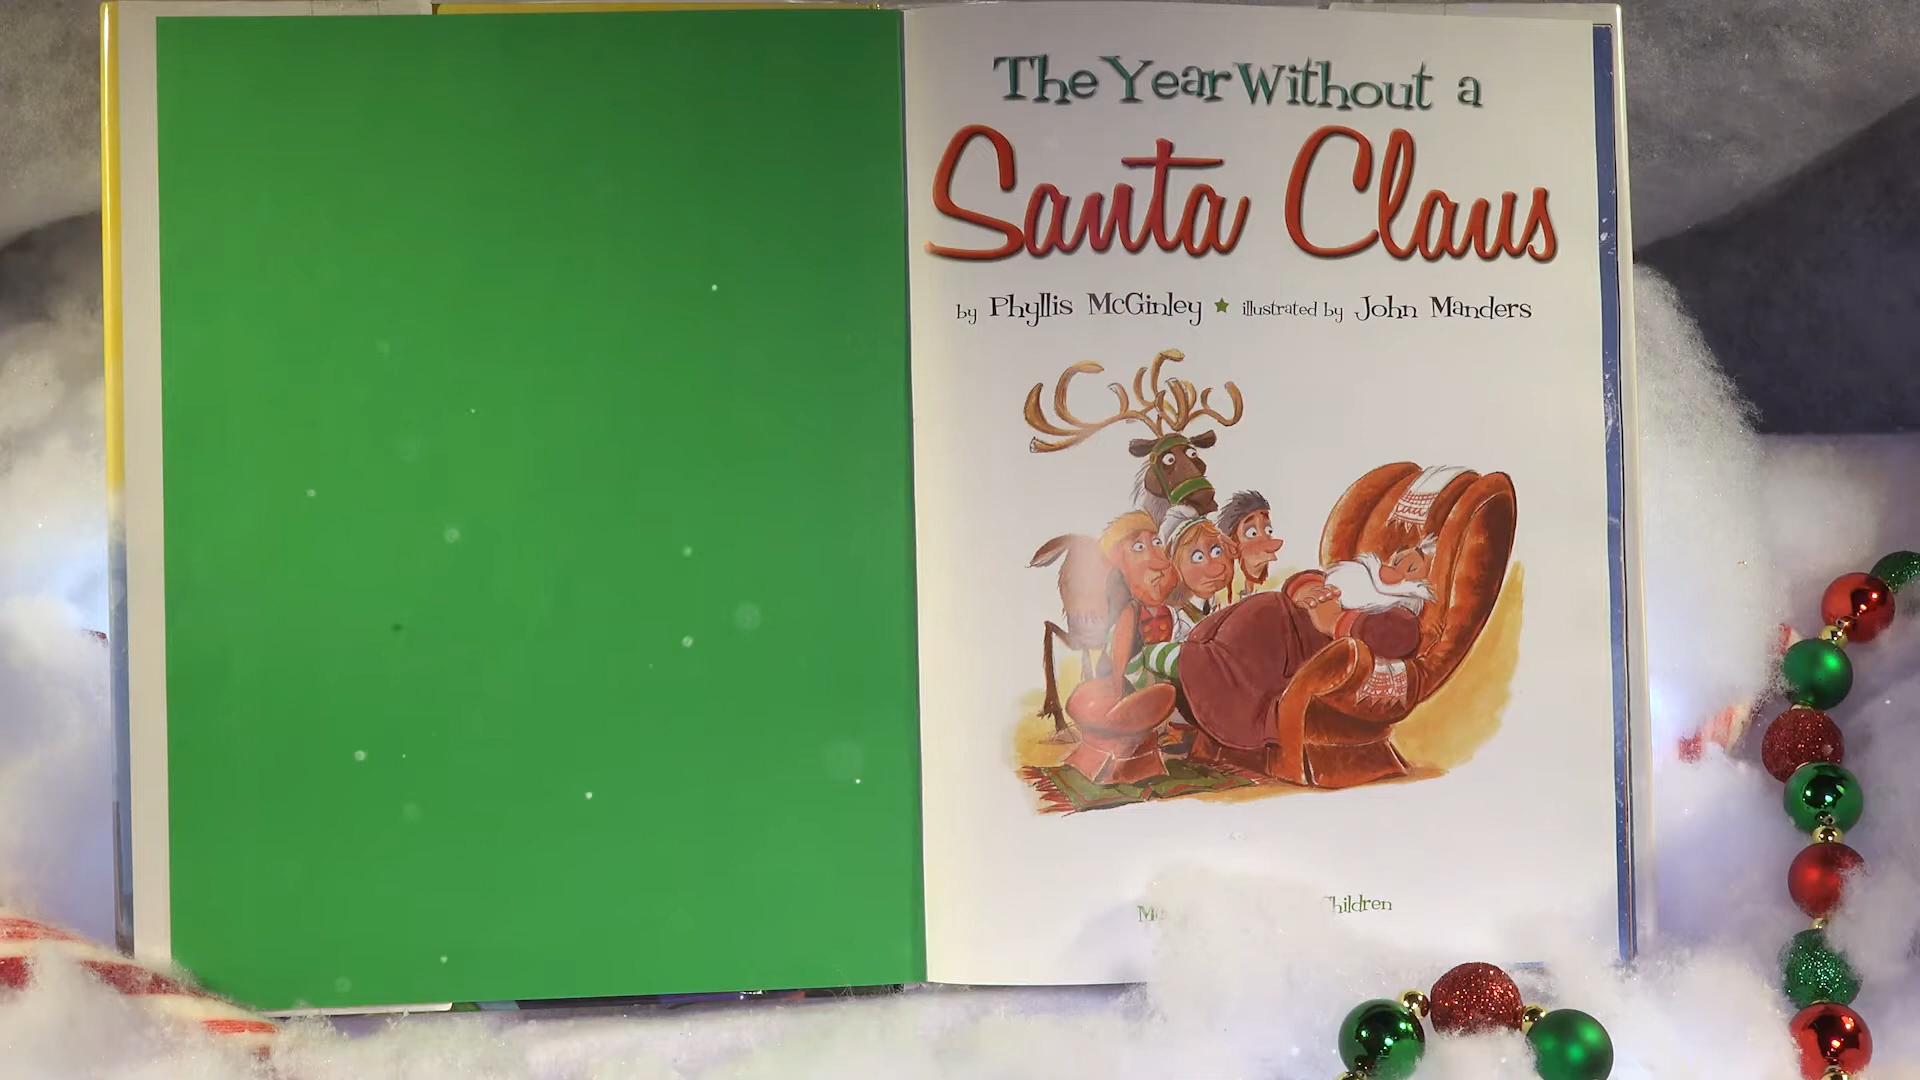 The Year Without a
Santa Claus
by Phyllis McGinley ★ illustrated by John Manders
Children